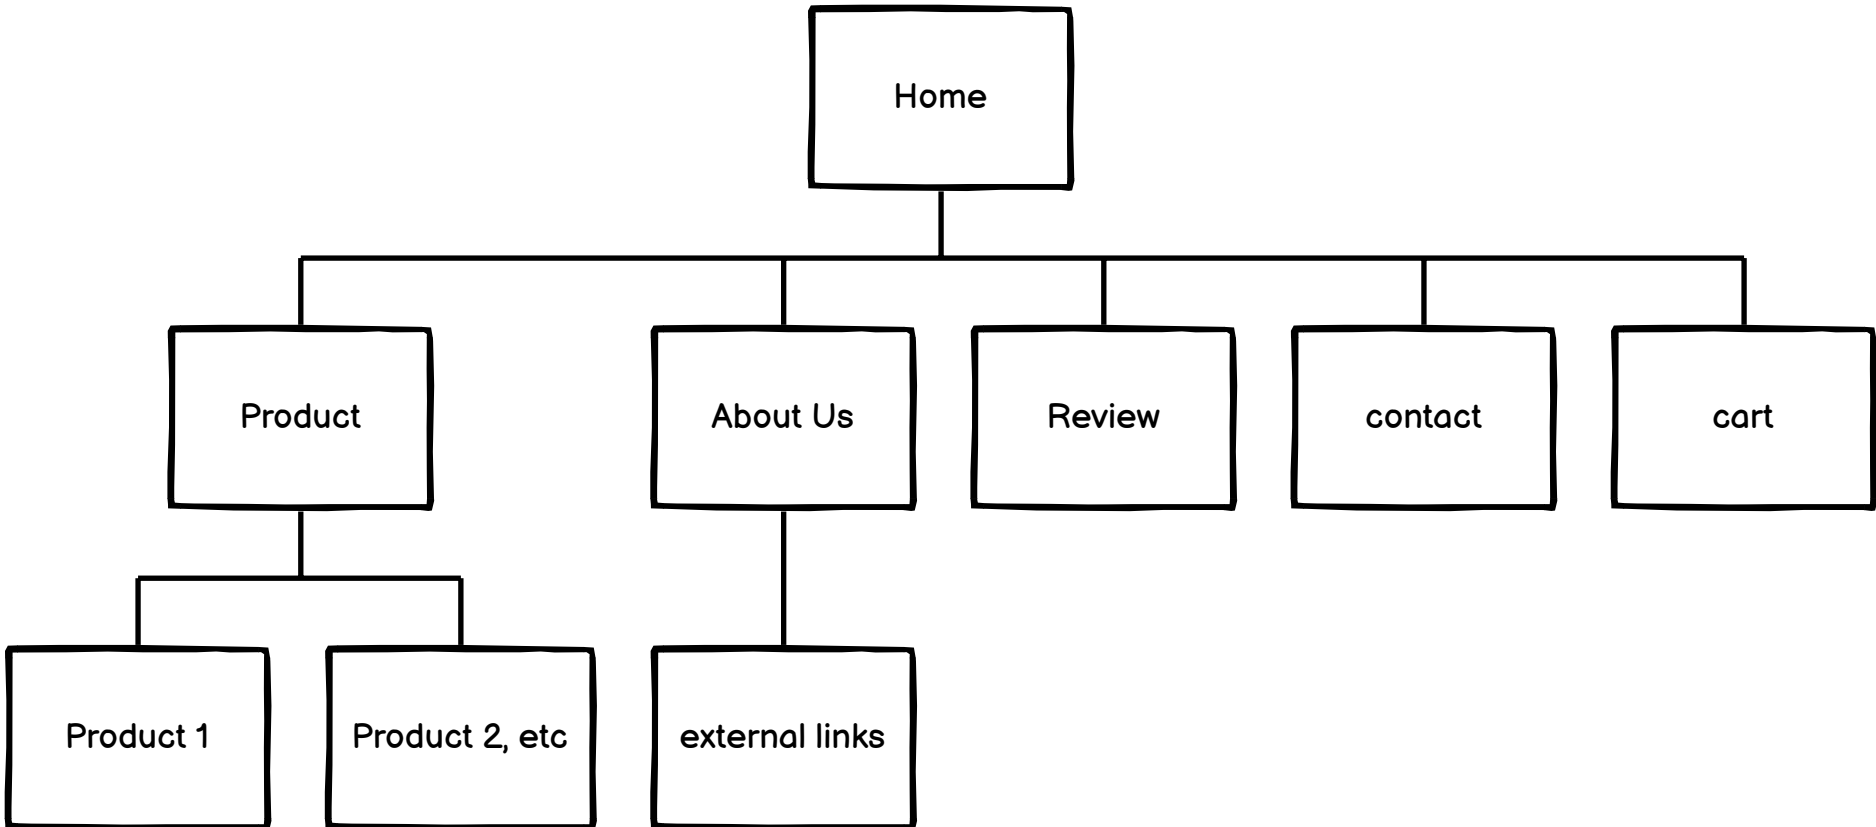 Home
Product
About Us
Review
contact
cart
Product 1
Product 2, etc
external links